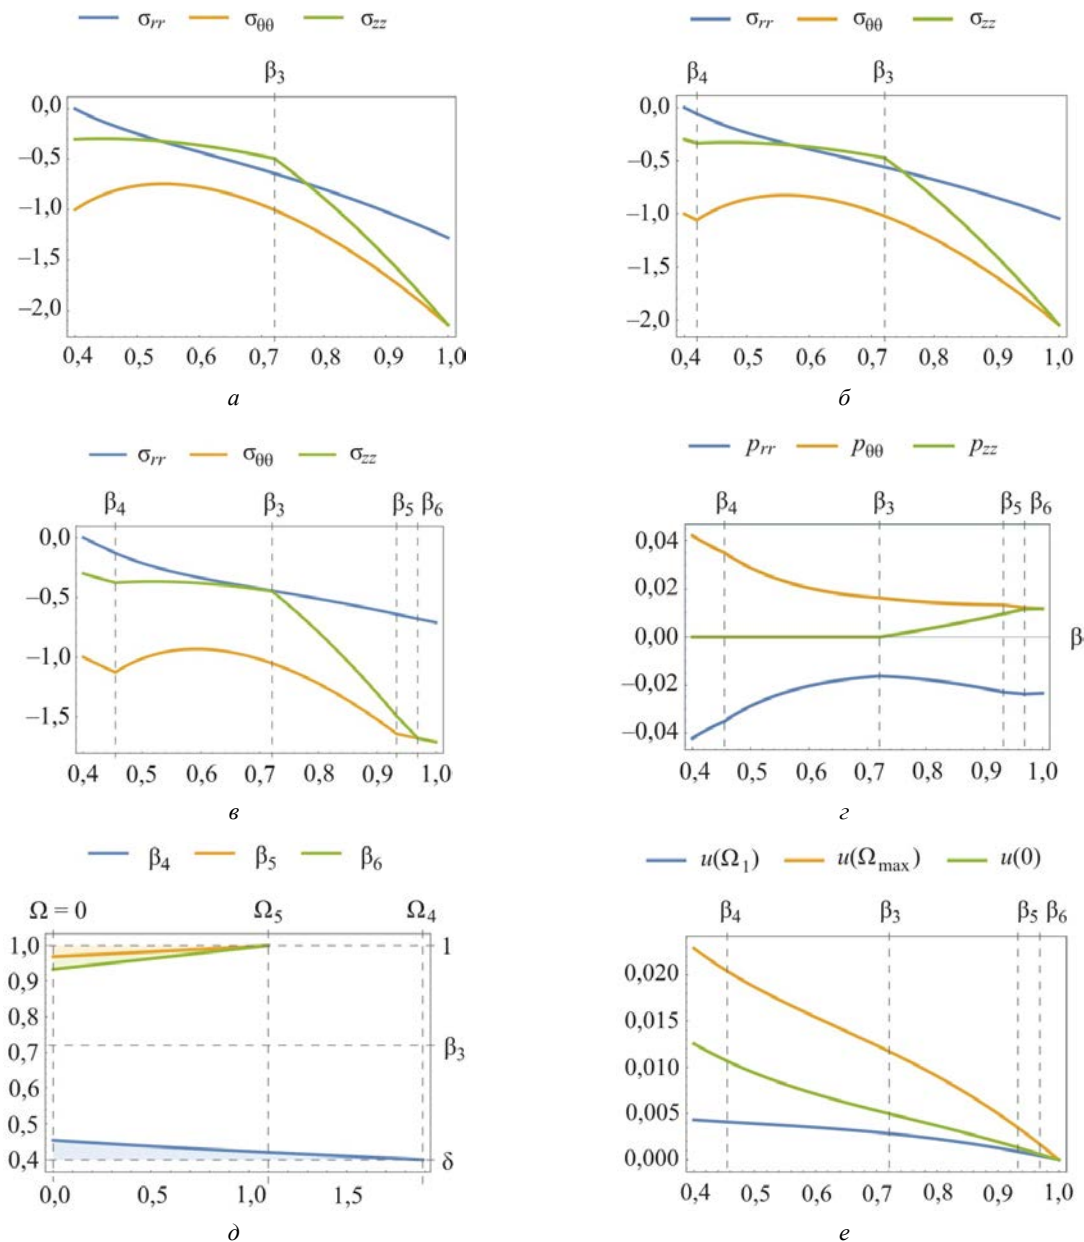 σrr σθθ σzz
β3
0,0
–0,5
–1,0
–1,5
–2,0
0,4 0,5 0,6 0,7 0,8 0,9 1,0
а
σrr σθθ σzz
β4 β3
0,0
–0,5
–1,0
–1,5
–2,0
0,4 0,5 0,6 0,7 0,8 0,9 1,0
б
σrr σθθ σzz
β4 β3 β5 β6
0,0
–0,5
–1,0
–1,5
0,4 0,5 0,6 0,7 0,8 0,9 1,0
в
prr pθθ pzz
β4 β3 β5 β6
0,04
0,02
0,00
–0,02
–0,04
β
0,4 0,5 0,6 0,7 0,8 0,9 1,0
г
β4 β5 β6
Ω = 0 Ω5 Ω4
1,0
0,9
0,8
0,7
0,6
0,5
0,4
1
β3
δ
0,0 0,5 1,0 1,5
д
u(Ω1) u(Ωmax) u(0)
β4 β3 β5 β6
0,020
0,015
0,010
0,005
0,000
0,4 0,5 0,6 0,7 0,8 0,9 1,0
е